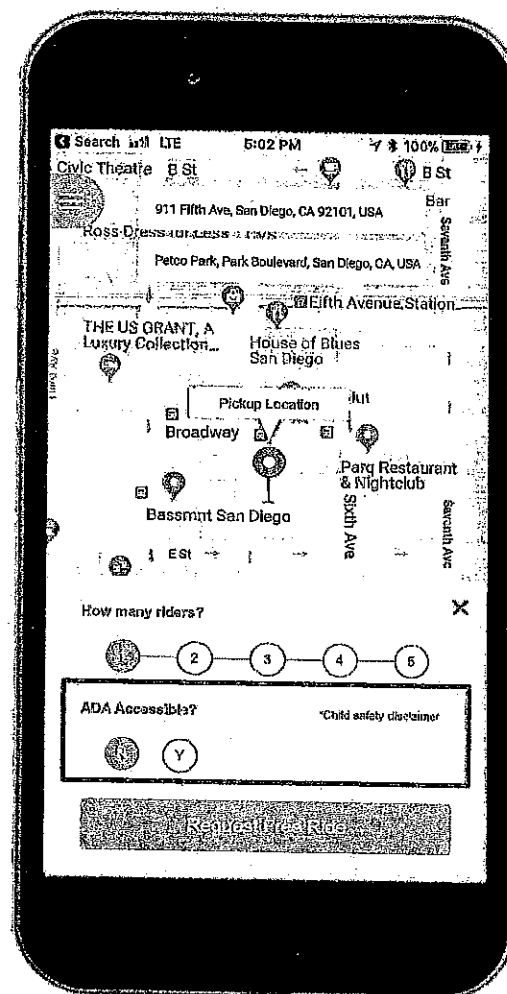 Search LTE 5:02 PM 100%
Civic Theatre B St B St
911 Fifth Ave, San Diego, CA 92101, USA
Bar
Ross Dress for Less
Seventh Ave
Petco Park, Park Boulevard, San Diego, CA, USA
Fifth Avenue Station
THE US GRANT, A
Luxury Collection...
House of Blues
San Diego
Pickup Location
Broadway
Parq Restaurant
& Nightclub
Bassmnt San Diego
Sixth Ave
Seventh Ave
E St
How many riders?
1 2 3 4 5
ADA Accessible?
*Child safety disclaimer
N Y
Request Free Ride